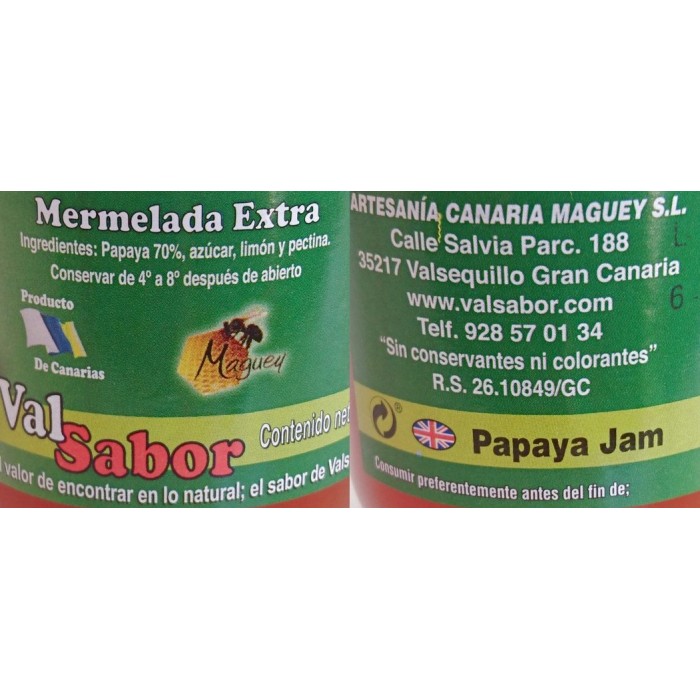 Mermelada Extra
Ingredientes: Papaya 70%, azúcar, limón y pectina.
Conservar de 4º a 8º después de abierto
Producto
De Canarias
Maguey
Val
Sabor
Contenido net
l valor de encontrar en lo natural; el sabor de Vals
ARTESANÍA CANARIA MAGUEY S.L.
Calle Salvia Parc. 188
35217 Valsequillo Gran Canaria
www.valsabor.com
Telf. 928 57 01 34
“Sin conservantes ni colorantes”
R.S. 26.10849/GC
L
6
®
Papaya Jam
Consumir preferentemente antes del fin de;